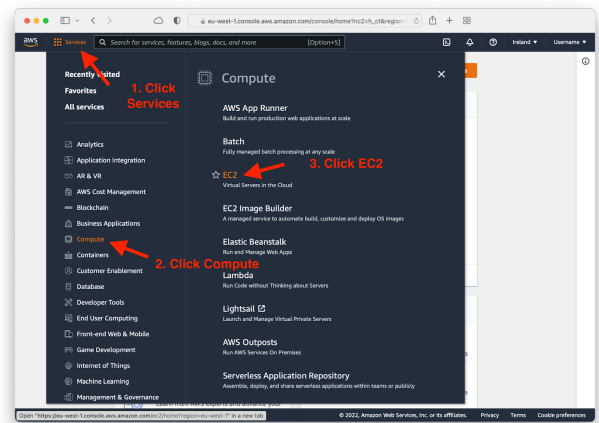 eu-west-1.console.aws.amazon.com/console/home?nc2=h_ct&region=
aws
Services
Search for services, features, blogs, docs, and more
[Option+S]
Ireland
Username
Recently visited
Favorites
All services
1. Click
Services
Analytics
Application Integration
AR & VR
AWS Cost Management
Blockchain
Business Applications
Compute
Containers
Customer Enablement
Database
Developer Tools
End User Computing
Front-end Web & Mobile
Game Development
Internet of Things
Machine Learning
Management & Governance
2. Click Compute
Compute
AWS App Runner
Build and run production web applications at scale
Batch
Fully managed batch processing at any scale
3. Click EC2
EC2
Virtual Servers in the Cloud
EC2 Image Builder
A managed service to automate build, customize and deploy OS images
Elastic Beanstalk
Run and Manage Web Apps
Lambda
Run Code without Thinking about Servers
Lightsail
Launch and Manage Virtual Private Servers
AWS Outposts
Run AWS Services On Premises
Serverless Application Repository
Assemble, deploy, and share serverless applications within teams or publicly
Learn from AWS experts and advance your
Open "https://eu-west-1.console.aws.amazon.com/ec2/home?region=eu-west-1" in a new tab
© 2022, Amazon Web Services, Inc. or its affiliates.
Privacy
Terms
Cookie preferences